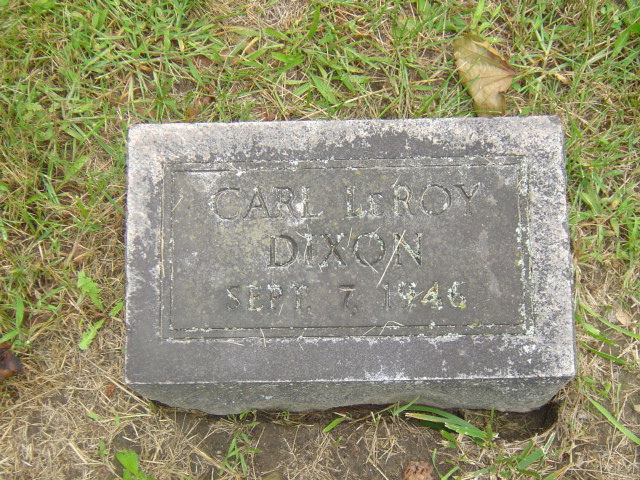 CARL LEROY
DIXON
SEPT. 7, 1946